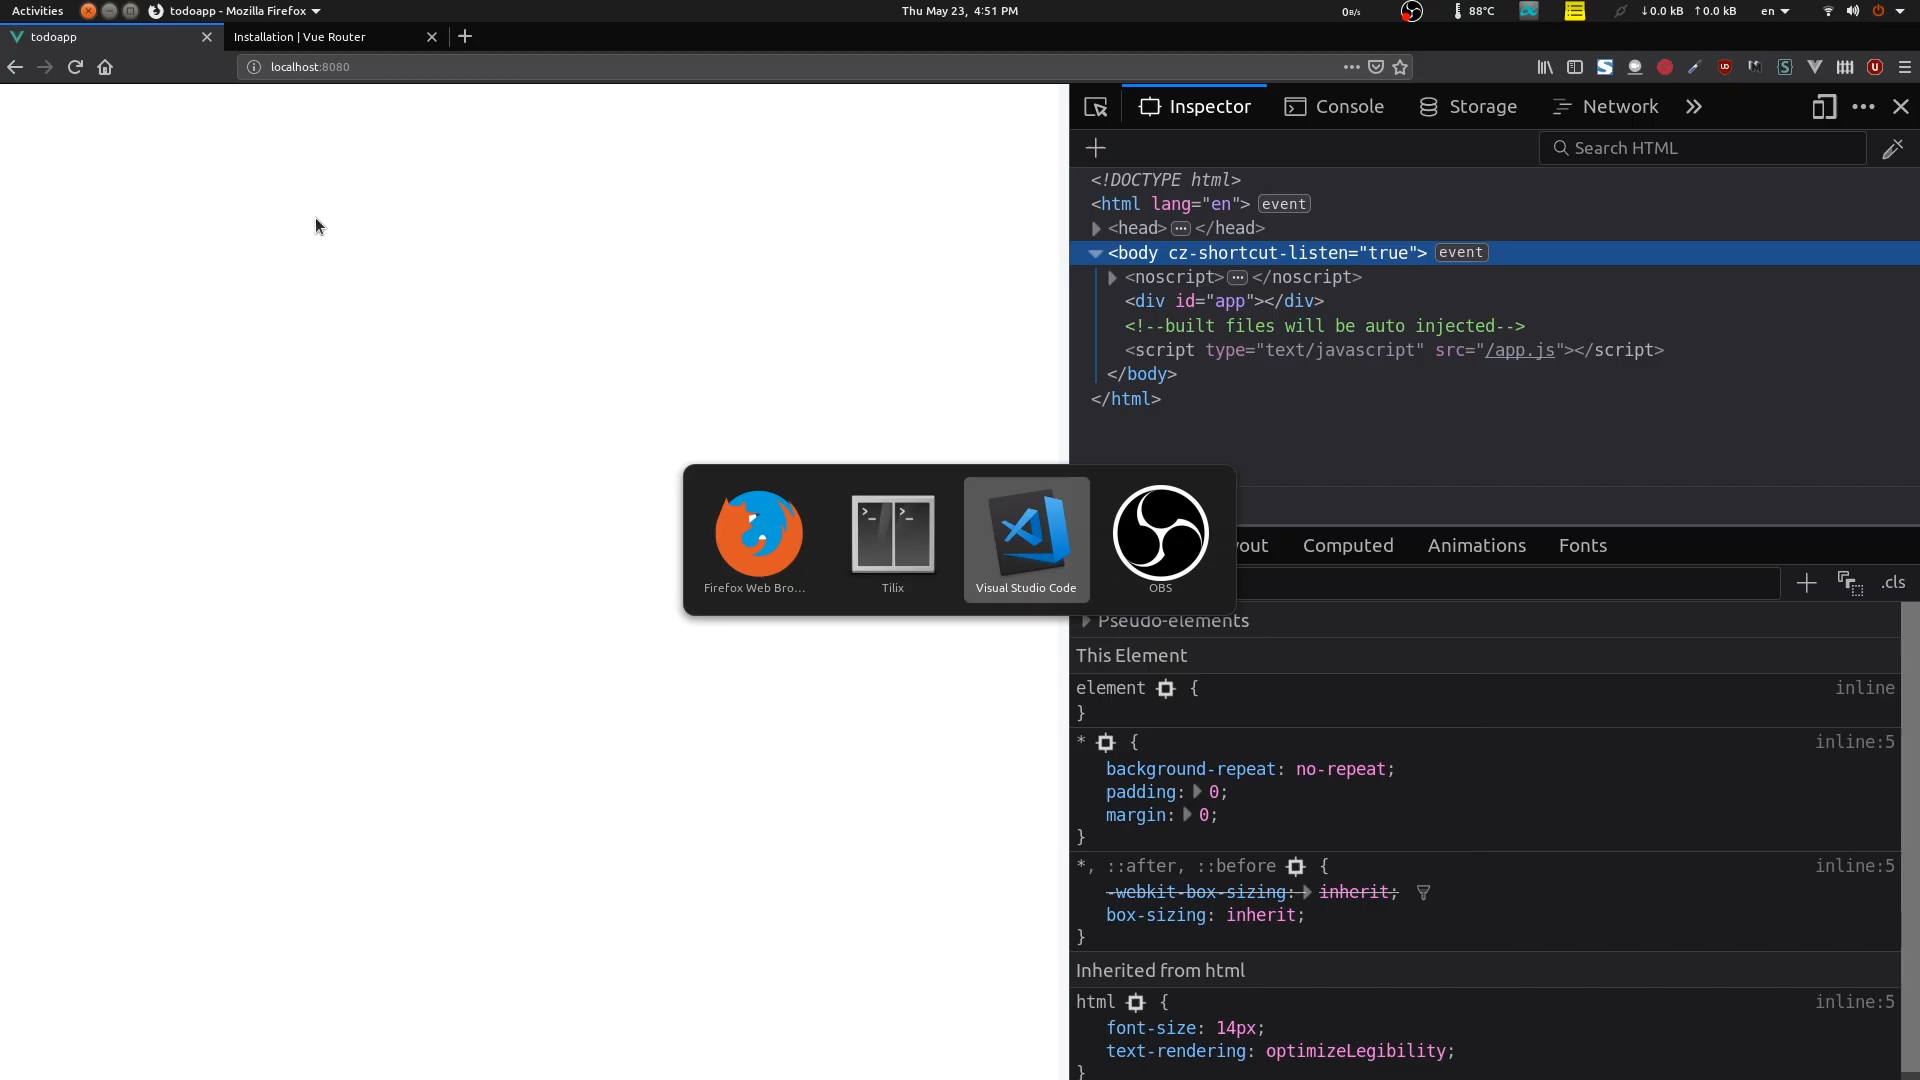 Activities
todoapp - Mozilla Firefox
Thu May 23, 4:51 PM
0B/s
88°C
↓0.0 kB ↑0.0 kB
en
todoapp
Installation | Vue Router
localhost:8080
Inspector
Console
Storage
Network
Search HTML
<!DOCTYPE html>
<html lang="en"> event
<head>⋯</head>
<body cz-shortcut-listen="true"> event
<noscript>⋯</noscript>
<div id="app"></div>
<!--built files will be auto injected-->
<script type="text/javascript" src="/app.js"></script>
</body>
</html>
Firefox Web Bro...
Tilix
Visual Studio Code
OBS
out
Computed
Animations
Fonts
.cls
Pseudo-elements
This Element
element { inline
}
* { inline:5
background-repeat: no-repeat;
padding: 0;
margin: 0;
}
*, ::after, ::before { inline:5
-webkit-box-sizing: inherit;
box-sizing: inherit;
}
Inherited from html
html { inline:5
font-size: 14px;
text-rendering: optimizeLegibility;
}